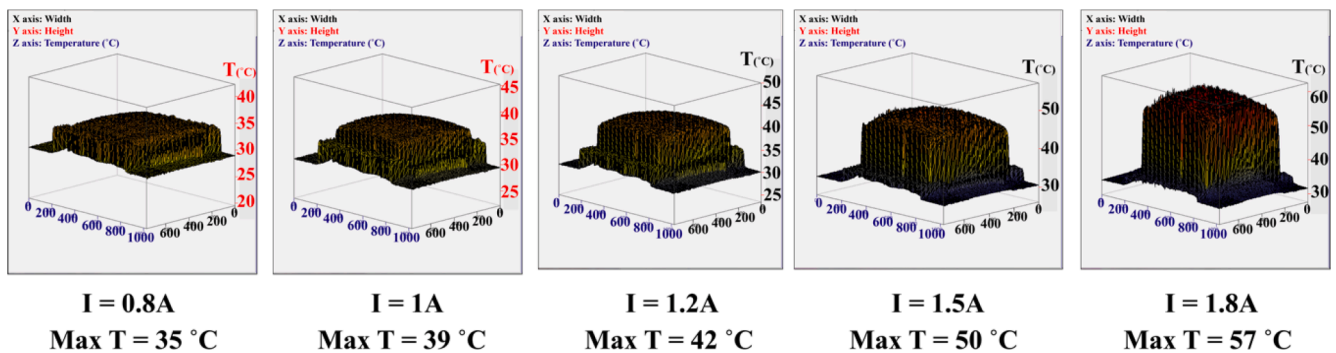 X axis: Width
Y axis: Height
Z axis: Temperature (˚C)
T(˚C)
40
35
30
25
20
0
200
400
600
800
1000
600
400
200
0
I = 0.8A
Max T = 35 ˚C
X axis: Width
Y axis: Height
Z axis: Temperature (˚C)
T(˚C)
45
40
35
30
25
0
200
400
600
800
1000
600
400
200
0
I = 1A
Max T = 39 ˚C
X axis: Width
Y axis: Height
Z axis: Temperature (˚C)
T(˚C)
50
45
40
35
30
25
0
200
400
600
800
1000
600
400
200
0
I = 1.2A
Max T = 42 ˚C
X axis: Width
Y axis: Height
Z axis: Temperature (˚C)
T(˚C)
50
40
30
0
200
400
600
800
1000
600
400
200
0
I = 1.5A
Max T = 50 ˚C
X axis: Width
Y axis: Height
Z axis: Temperature (˚C)
T(˚C)
60
50
40
30
0
200
400
600
800
1000
600
400
200
0
I = 1.8A
Max T = 57 ˚C